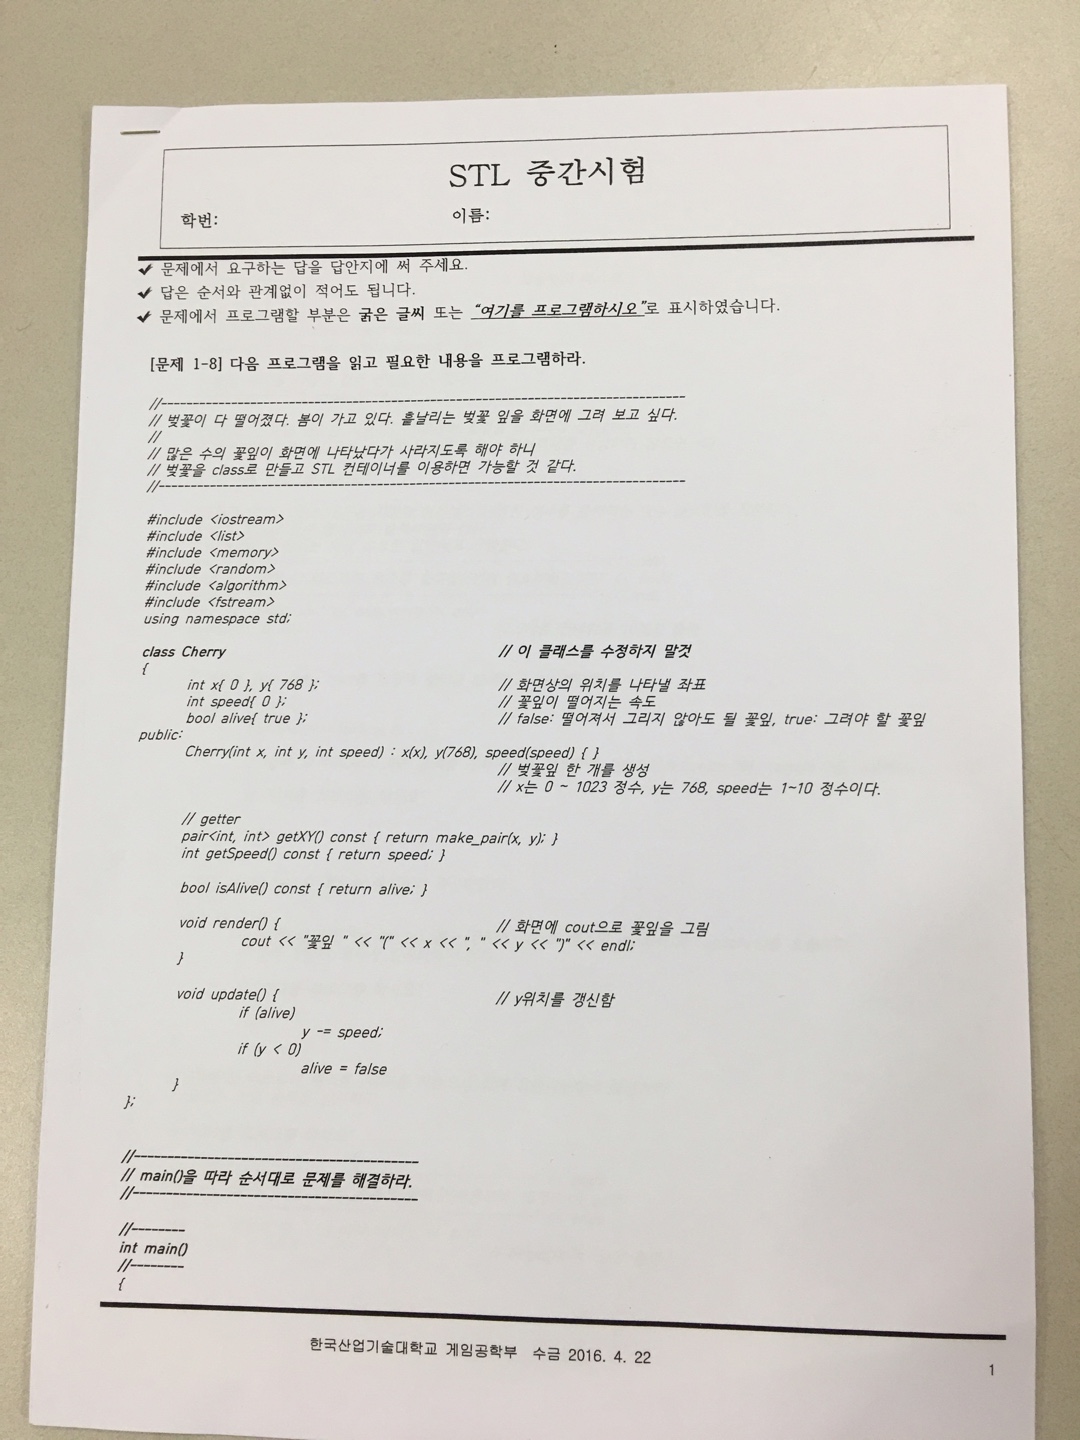 STL 중간시험
학번: 이름:
✔ 문제에서 요구하는 답을 답안지에 써 주세요.
✔ 답은 순서와 관계없이 적어도 됩니다.
✔ 문제에서 프로그램할 부분은 굵은 글씨 또는 "여기를 프로그램하시오"로 표시하였습니다.
[문제 1-8] 다음 프로그램을 읽고 필요한 내용을 프로그램하라.
//--------------------------------------------------------------------------------
// 벚꽃이 다 떨어졌다. 봄이 가고 있다. 흩날리는 벚꽃 잎을 화면에 그려 보고 싶다.
//
// 많은 수의 꽃잎이 화면에 나타났다가 사라지도록 해야 하니
// 벚꽃을 class로 만들고 STL 컨테이너를 이용하면 가능할 것 같다.
//--------------------------------------------------------------------------------
#include <iostream>
#include <list>
#include <memory>
#include <random>
#include <algorithm>
#include <fstream>
using namespace std;
class Cherry // 이 클래스를 수정하지 말것
{
int x{ 0 }, y{ 768 }; // 화면상의 위치를 나타낼 좌표
int speed{ 0 }; // 꽃잎이 떨어지는 속도
bool alive{ true }; // false: 떨어져서 그리지 않아도 될 꽃잎, true: 그려야 할 꽃잎
public:
Cherry(int x, int y, int speed) : x(x), y(768), speed(speed) { }
// 벚꽃잎 한 개를 생성
// x는 0 ~ 1023 정수, y는 768, speed는 1~10 정수이다.
// getter
pair<int, int> getXY() const { return make_pair(x, y); }
int getSpeed() const { return speed; }
bool isAlive() const { return alive; }
void render() { // 화면에 cout으로 꽃잎을 그림
cout << "꽃잎 " << "(" << x << ", " << y << ")" << endl;
}
void update() { // y위치를 갱신함
if (alive)
y -= speed;
if (y < 0)
alive = false
}
};
//--------------------------------------------
// main()을 따라 순서대로 문제를 해결하라.
//--------------------------------------------
//--------
int main()
//--------
{
한국산업기술대학교 게임공학부 수금 2016. 4. 22
1